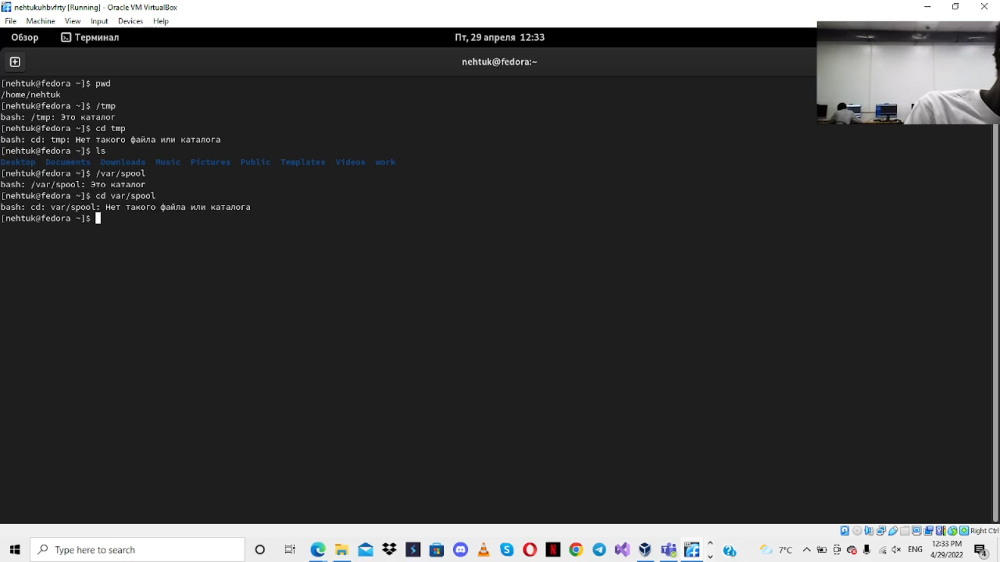 nehtukuhbvfrty [Running] - Oracle VM VirtualBox
File Machine View Input Devices Help
Обзор Терминал Пт, 29 апреля 12:33
nehtuk@fedora:~
[nehtuk@fedora ~]$ pwd
/home/nehtuk
[nehtuk@fedora ~]$ /tmp
bash: /tmp: Это каталог
[nehtuk@fedora ~]$ cd tmp
bash: cd: tmp: Нет такого файла или каталога
[nehtuk@fedora ~]$ ls
Desktop Documents Downloads Music Pictures Public Templates Videos work
[nehtuk@fedora ~]$ /var/spool
bash: /var/spool: Это каталог
[nehtuk@fedora ~]$ cd var/spool
bash: cd: var/spool: Нет такого файла или каталога
[nehtuk@fedora ~]$
Right Ctrl
Type here to search 7°C ENG 12:33 PM
4/29/2022 4